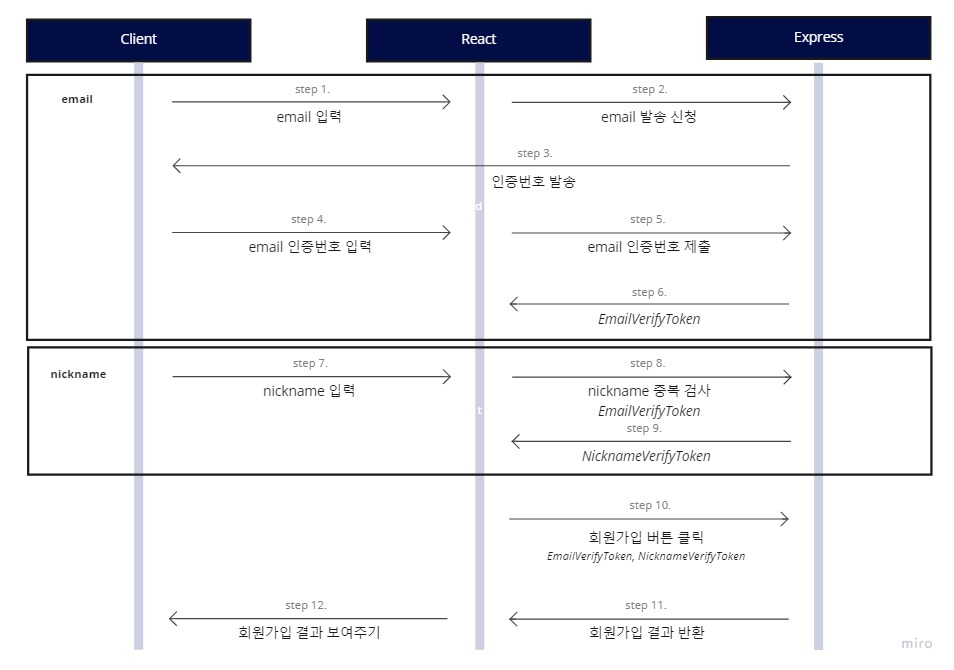 Client
React
Express
email
step 1.
email 입력
step 2.
email 발송 신청
step 3.
인증번호 발송
d
step 4.
email 인증번호 입력
step 5.
email 인증번호 제출
step 6.
EmailVerifyToken
nickname
step 7.
nickname 입력
step 8.
nickname 중복 검사
EmailVerifyToken
t
step 9.
NicknameVerifyToken
step 10.
회원가입 버튼 클릭
EmailVerifyToken, NicknameVerifyToken
step 12.
회원가입 결과 보여주기
step 11.
회원가입 결과 반환
miro